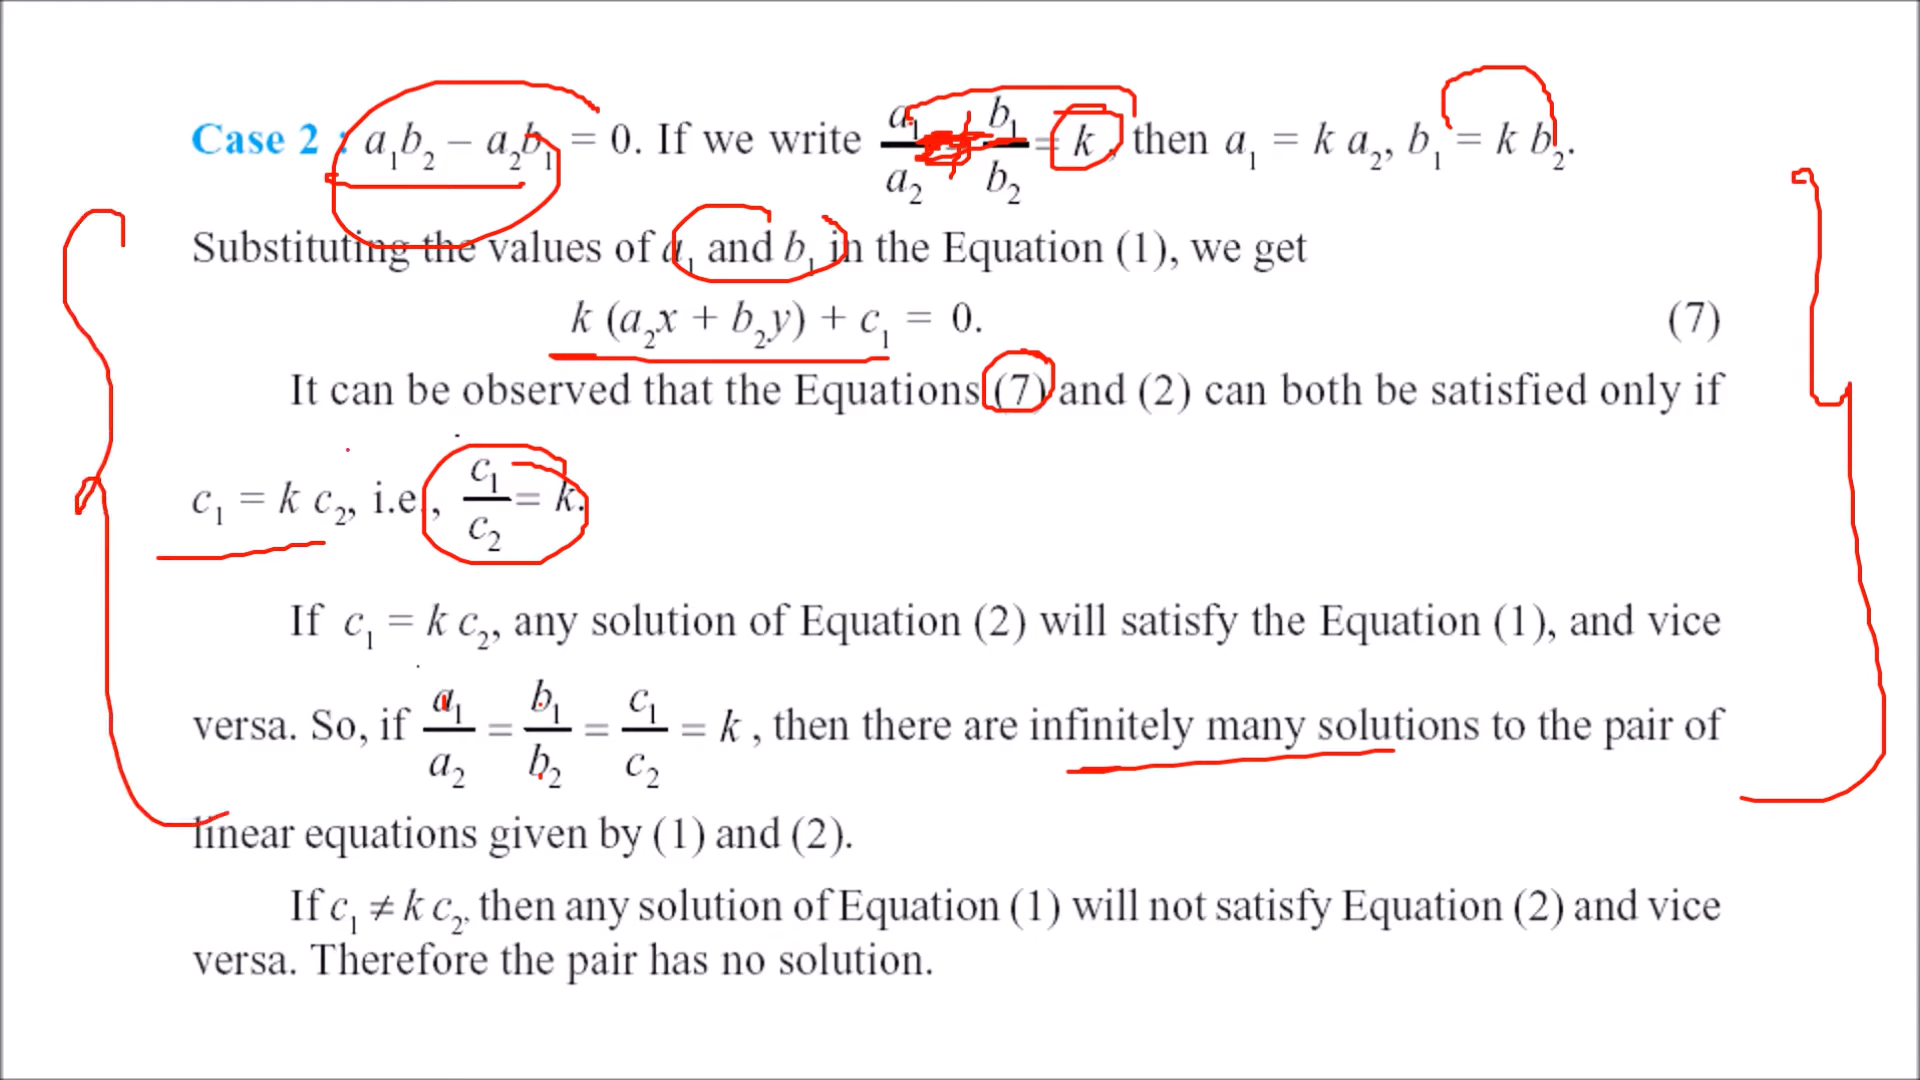 Case 2 : a₁b₂ – a₂b₁ = 0. If we write a₁/a₂ = b₁/b₂ = k, then a₁ = k a₂, b₁ = k b₂.
Substituting the values of a₁ and b₁ in the Equation (1), we get
k (a₂x + b₂y) + c₁ = 0. (7)
It can be observed that the Equations (7) and (2) can both be satisfied only if
c₁ = k c₂, i.e., c₁/c₂ = k.
If c₁ = k c₂, any solution of Equation (2) will satisfy the Equation (1), and vice
versa. So, if a₁/a₂ = b₁/b₂ = c₁/c₂ = k , then there are infinitely many solutions to the pair of
linear equations given by (1) and (2).
If c₁ ≠ k c₂, then any solution of Equation (1) will not satisfy Equation (2) and vice
versa. Therefore the pair has no solution.